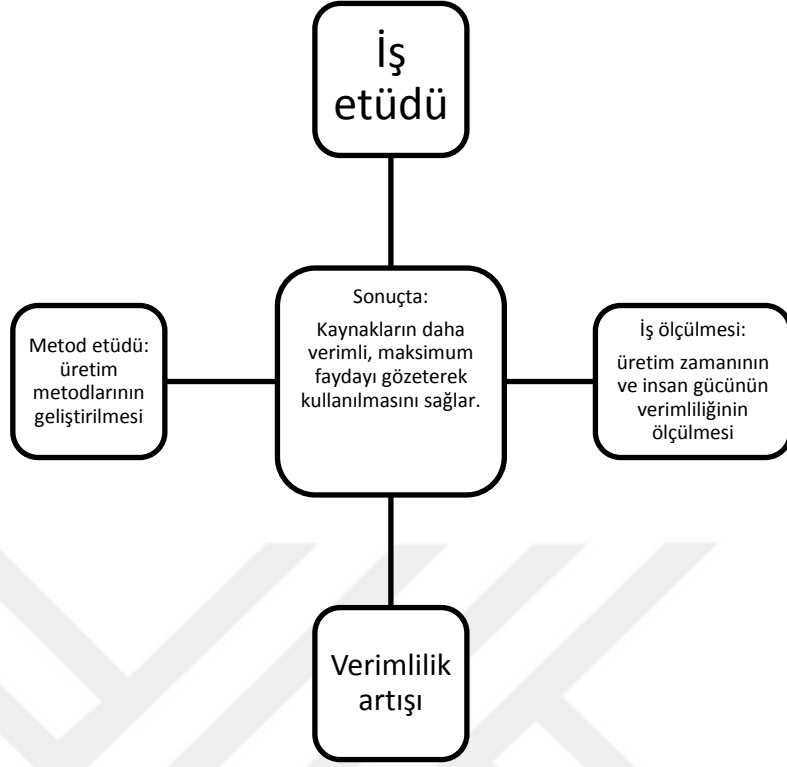 İş
etüdü
Metod etüdü:
üretim
metodlarının
geliştirilmesi
Sonuçta:
Kaynakların daha
verimli, maksimum
faydayı gözeterek
kullanılmasını sağlar.
İş ölçülmesi:
üretim zamanının
ve insan gücünün
verimliliğinin
ölçülmesi
Verimlilik
artışı